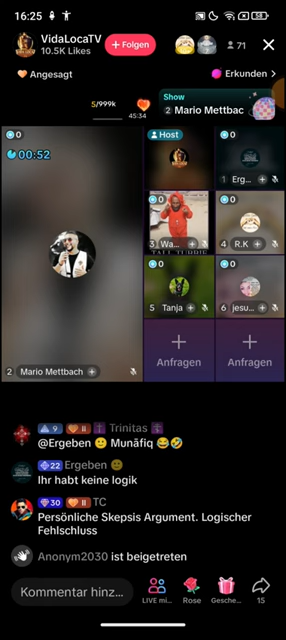 16:25
58
VidaLocaTV
10.5K Likes
+ Folgen
71
Angesagt
Erkunden >
5/999k
45:34
Show
2 Mario Mettbac
0
00:52
2 Mario Mettbach +
Host
0
1 Erg... +
0
3 Wa... +
0
4 R.K +
0
5 Tanja +
0
6 jesu... +
Anfragen
Anfragen
9 II Trinitas
@Ergeben 🙂 Munāfiq 😂🤣
22 Ergeben 🙂
Ihr habt keine logik
30 II TC
Persönliche Skepsis Argument. Logischer
Fehlschluss
Anonym2030 ist beigetreten
Kommentar hinz...
LIVE mi...
Rose
Gesche...
15